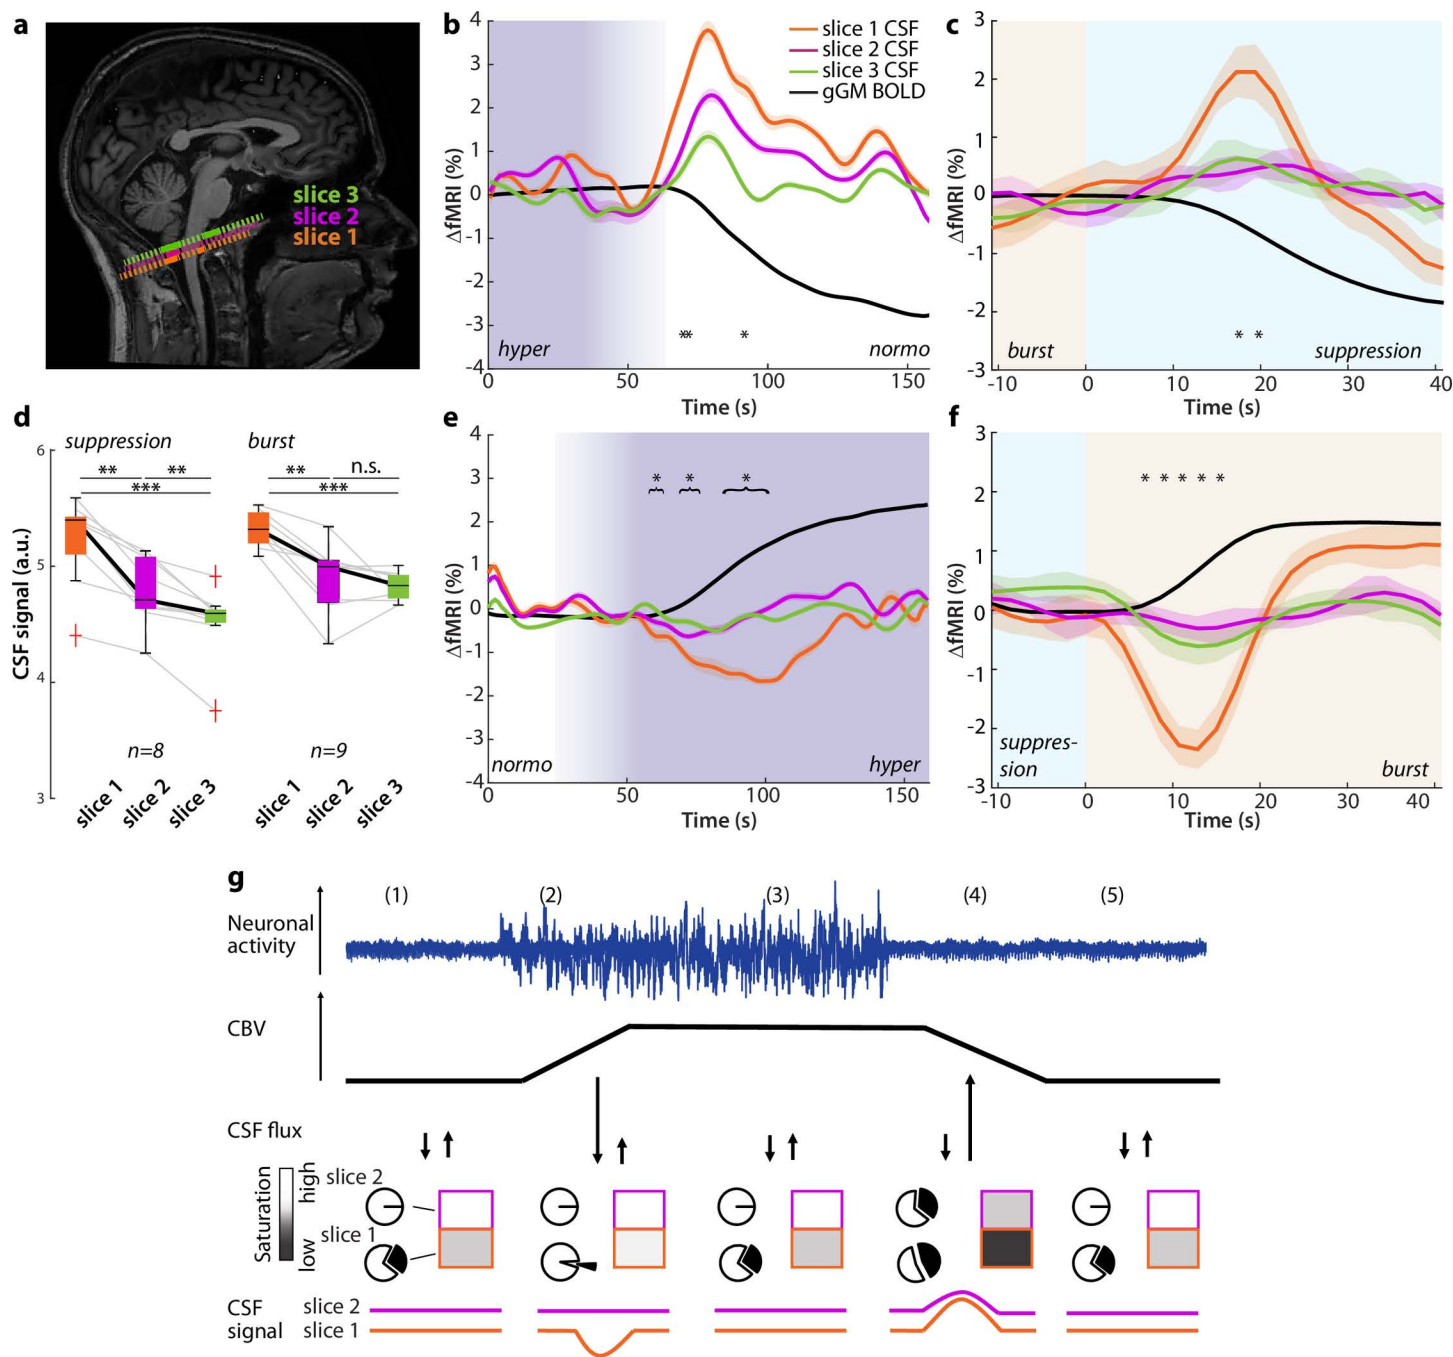 a
slice 3
slice 2
slice 1
b
4
3
2
1
0
-1
-2
-3
-4
ΔfMRI (%)
slice 1 CSF
slice 2 CSF
slice 3 CSF
gGM BOLD
** *
hyper
normo
0 50 100 150
Time (s)
c
3
2
1
0
-1
-2
-3
ΔfMRI (%)
* *
burst
suppression
-10 0 10 20 30 40
Time (s)
d
6
5
4
3
CSF signal (a.u.)
suppression
burst
** **
***
** n.s.
***
n=8
n=9
slice 1
slice 2
slice 3
slice 1
slice 2
slice 3
e
4
3
2
1
0
-1
-2
-3
-4
ΔfMRI (%)
* * *
normo
hyper
0 50 100 150
Time (s)
f
3
2
1
0
-1
-2
-3
ΔfMRI (%)
* * * * *
suppres-
sion
burst
-10 0 10 20 30 40
Time (s)
g
(1) (2) (3) (4) (5)
Neuronal
activity
CBV
CSF flux
Saturation
high
low
slice 2
slice 1
CSF
signal
slice 2
slice 1